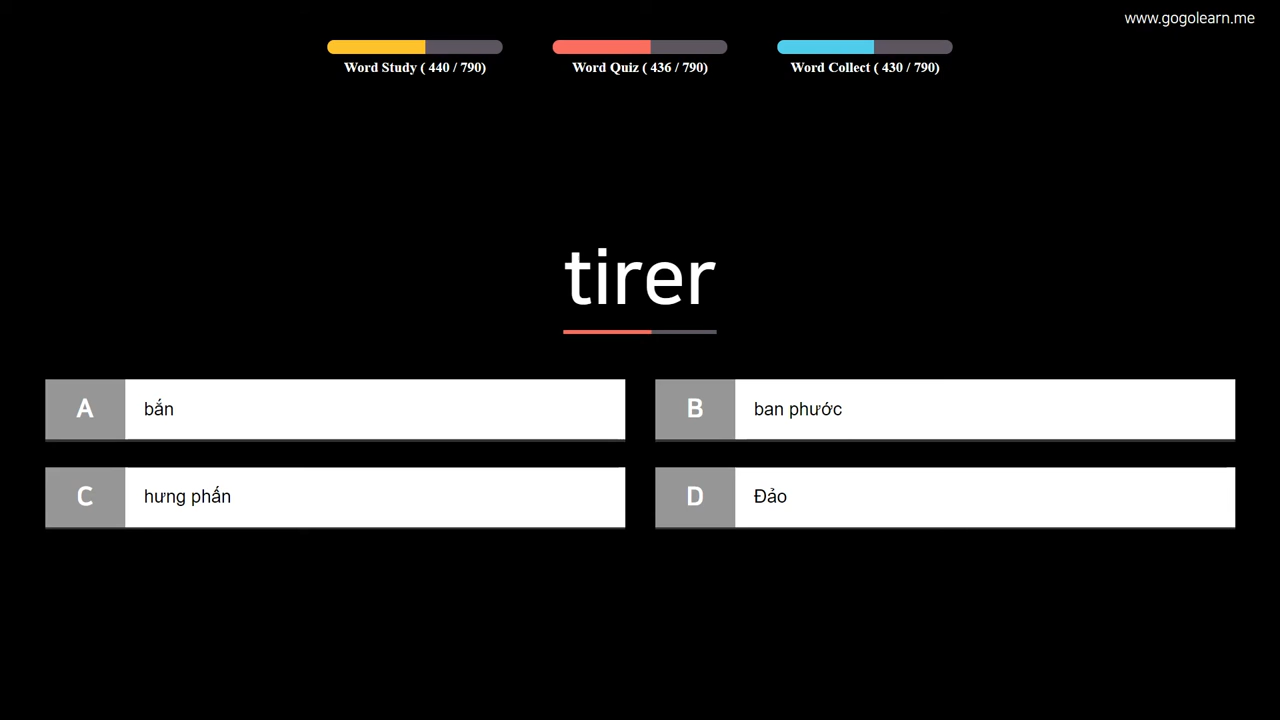 www.gogolearn.me
Word Study ( 440 / 790)
Word Quiz ( 436 / 790)
Word Collect ( 430 / 790)
tirer
A bắn
B ban phước
C hưng phấn
D Đảo